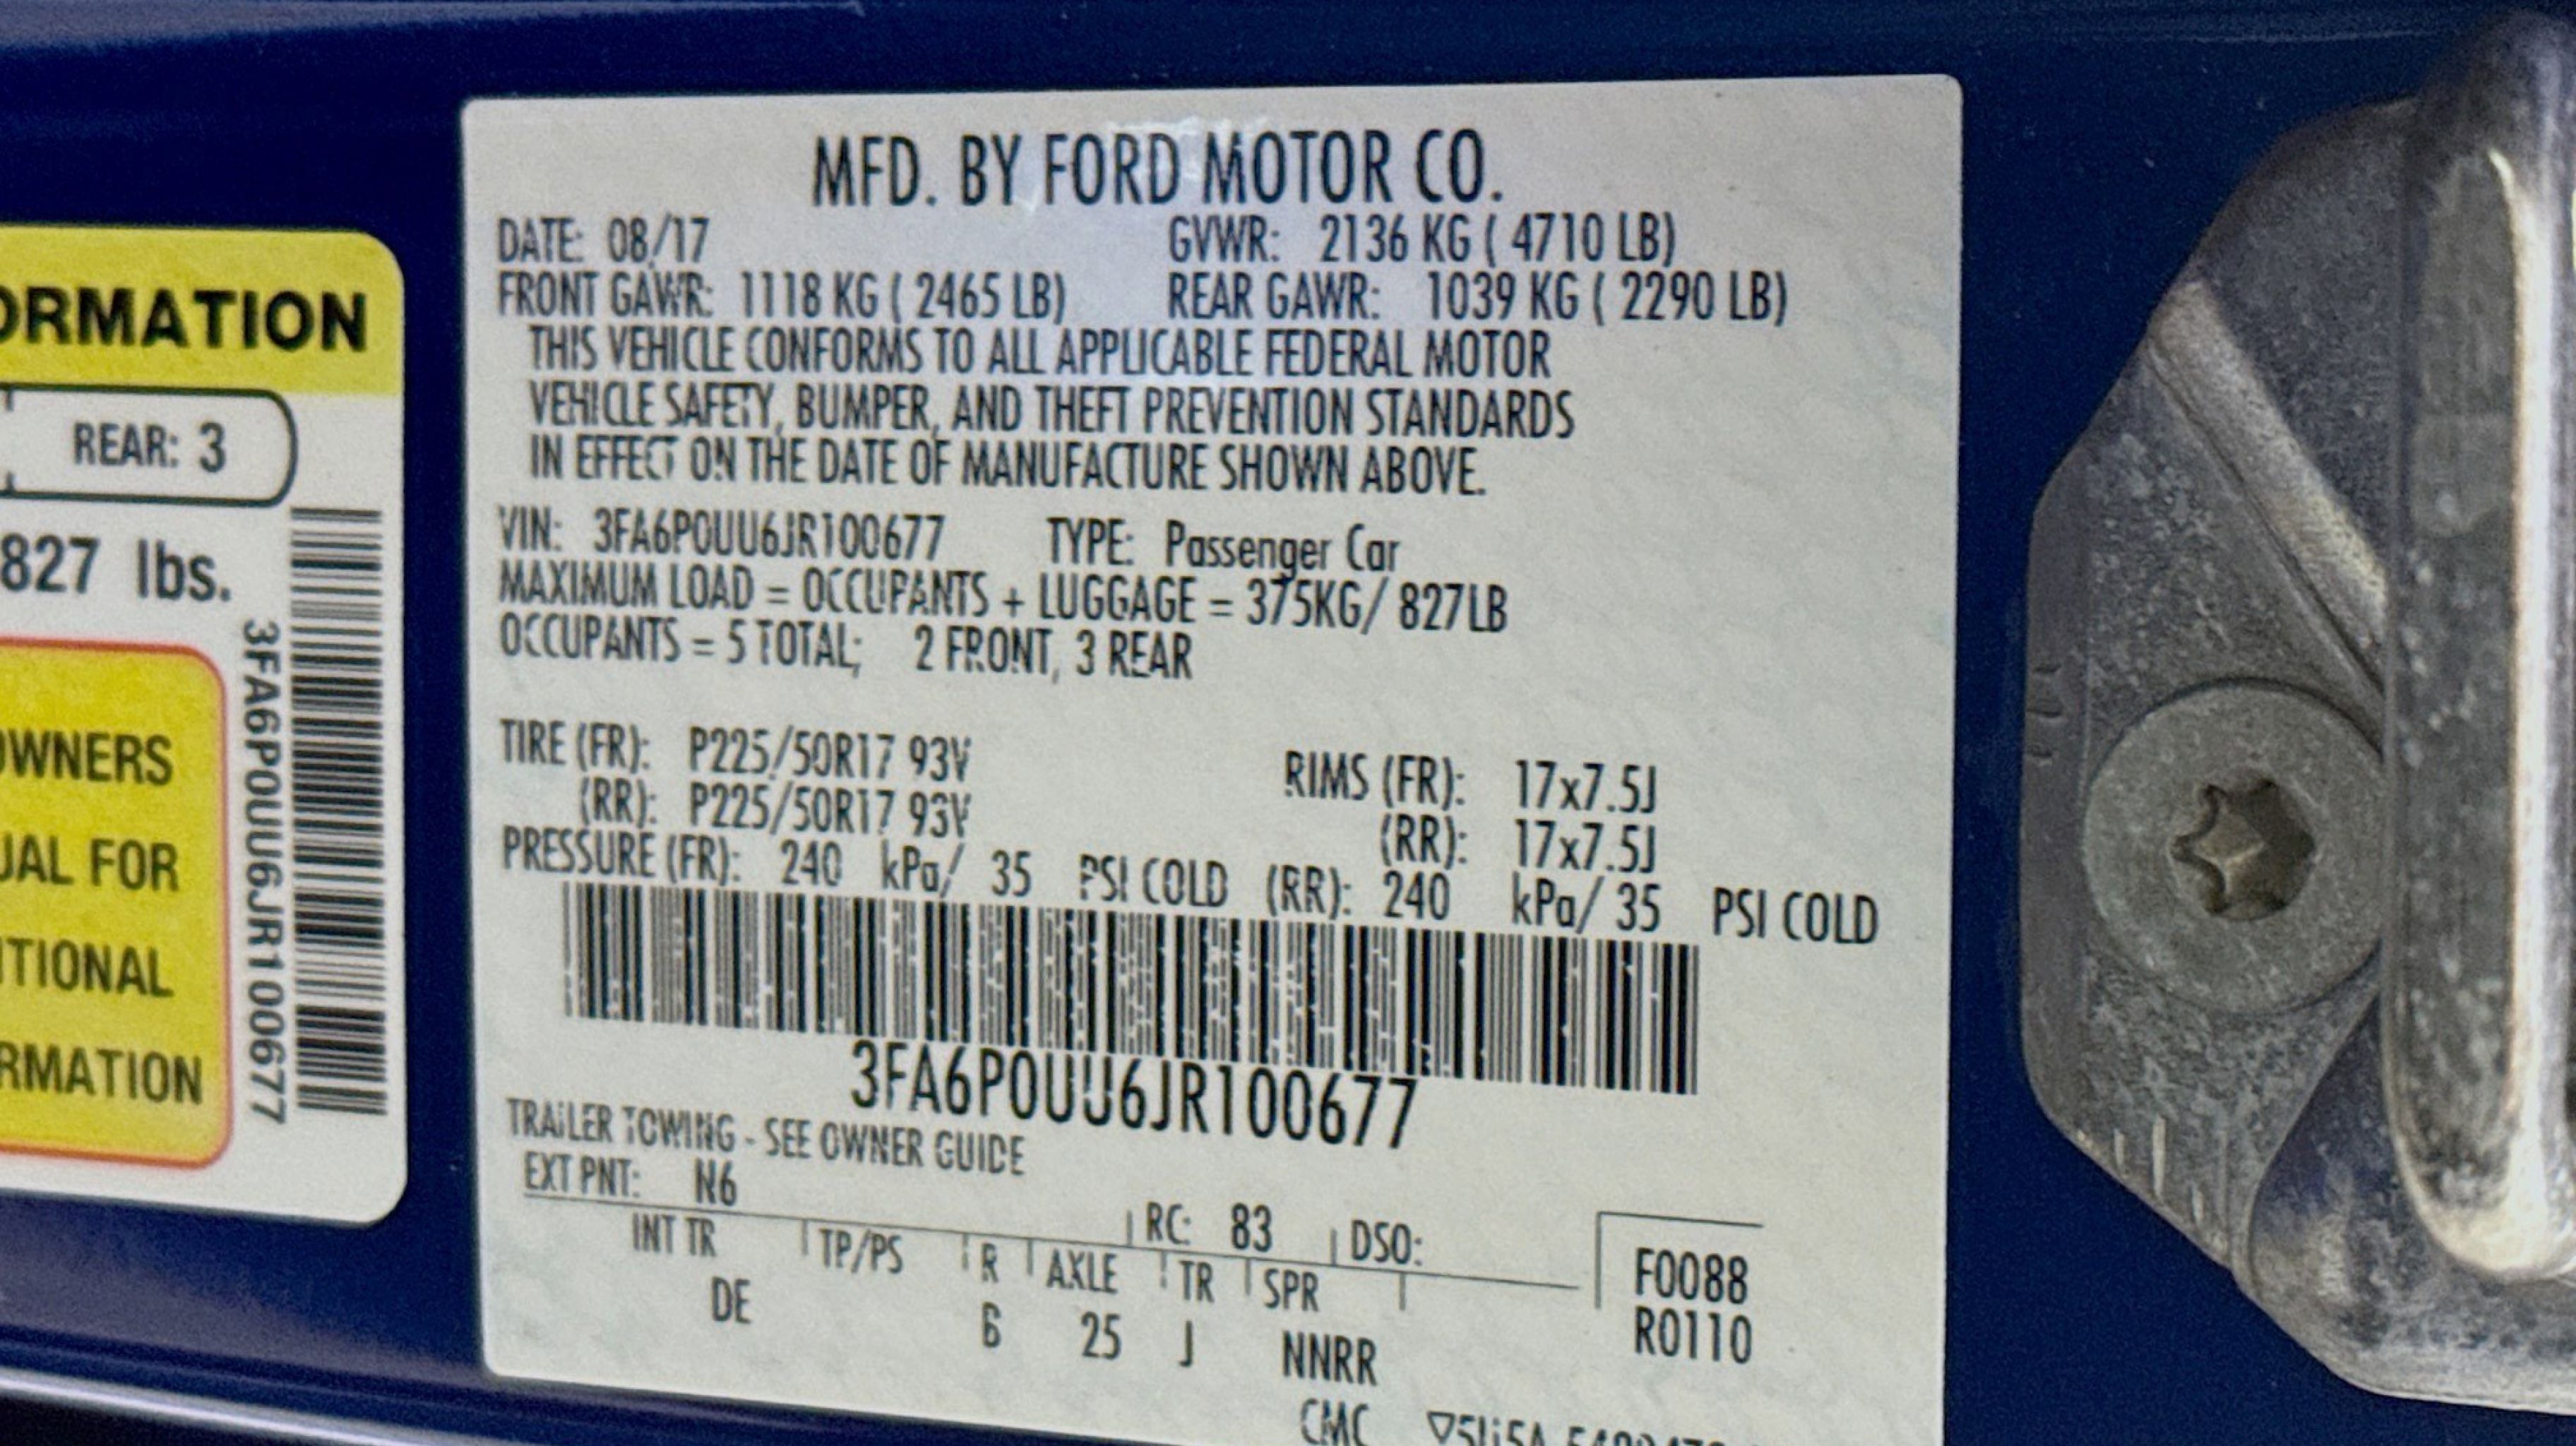 ORMATION
REAR: 3
827 lbs.
OWNERS
UAL FOR
ITIONAL
RMATION
3FA6P0UU6JR100677
MFD. BY FORD MOTOR CO.
DATE: 08/17 GVWR: 2136 KG ( 4710 LB)
FRONT GAWR: 1118 KG ( 2465 LB) REAR GAWR: 1039 KG ( 2290 LB)
THIS VEHICLE CONFORMS TO ALL APPLICABLE FEDERAL MOTOR
VEHICLE SAFETY, BUMPER, AND THEFT PREVENTION STANDARDS
IN EFFECT ON THE DATE OF MANUFACTURE SHOWN ABOVE.
VIN: 3FA6P0UU6JR100677 TYPE: Passenger Car
MAXIMUM LOAD = OCCUPANTS + LUGGAGE = 375KG/ 827LB
OCCUPANTS = 5 TOTAL; 2 FRONT, 3 REAR
TIRE (FR): P225/50R17 93V RIMS (FR): 17x7.5J
(RR): P225/50R17 93V (RR): 17x7.5J
PRESSURE (FR): 240 kPa/ 35 PSI COLD (RR): 240 kPa/ 35 PSI COLD
3FA6P0UU6JR100677
TRAILER TOWING - SEE OWNER GUIDE
EXT PNT: N6 RC: 83 DSO:
INT TR TP/PS R AXLE TR SPR F0088
DE 6 25 J NNRR R0110
CMC